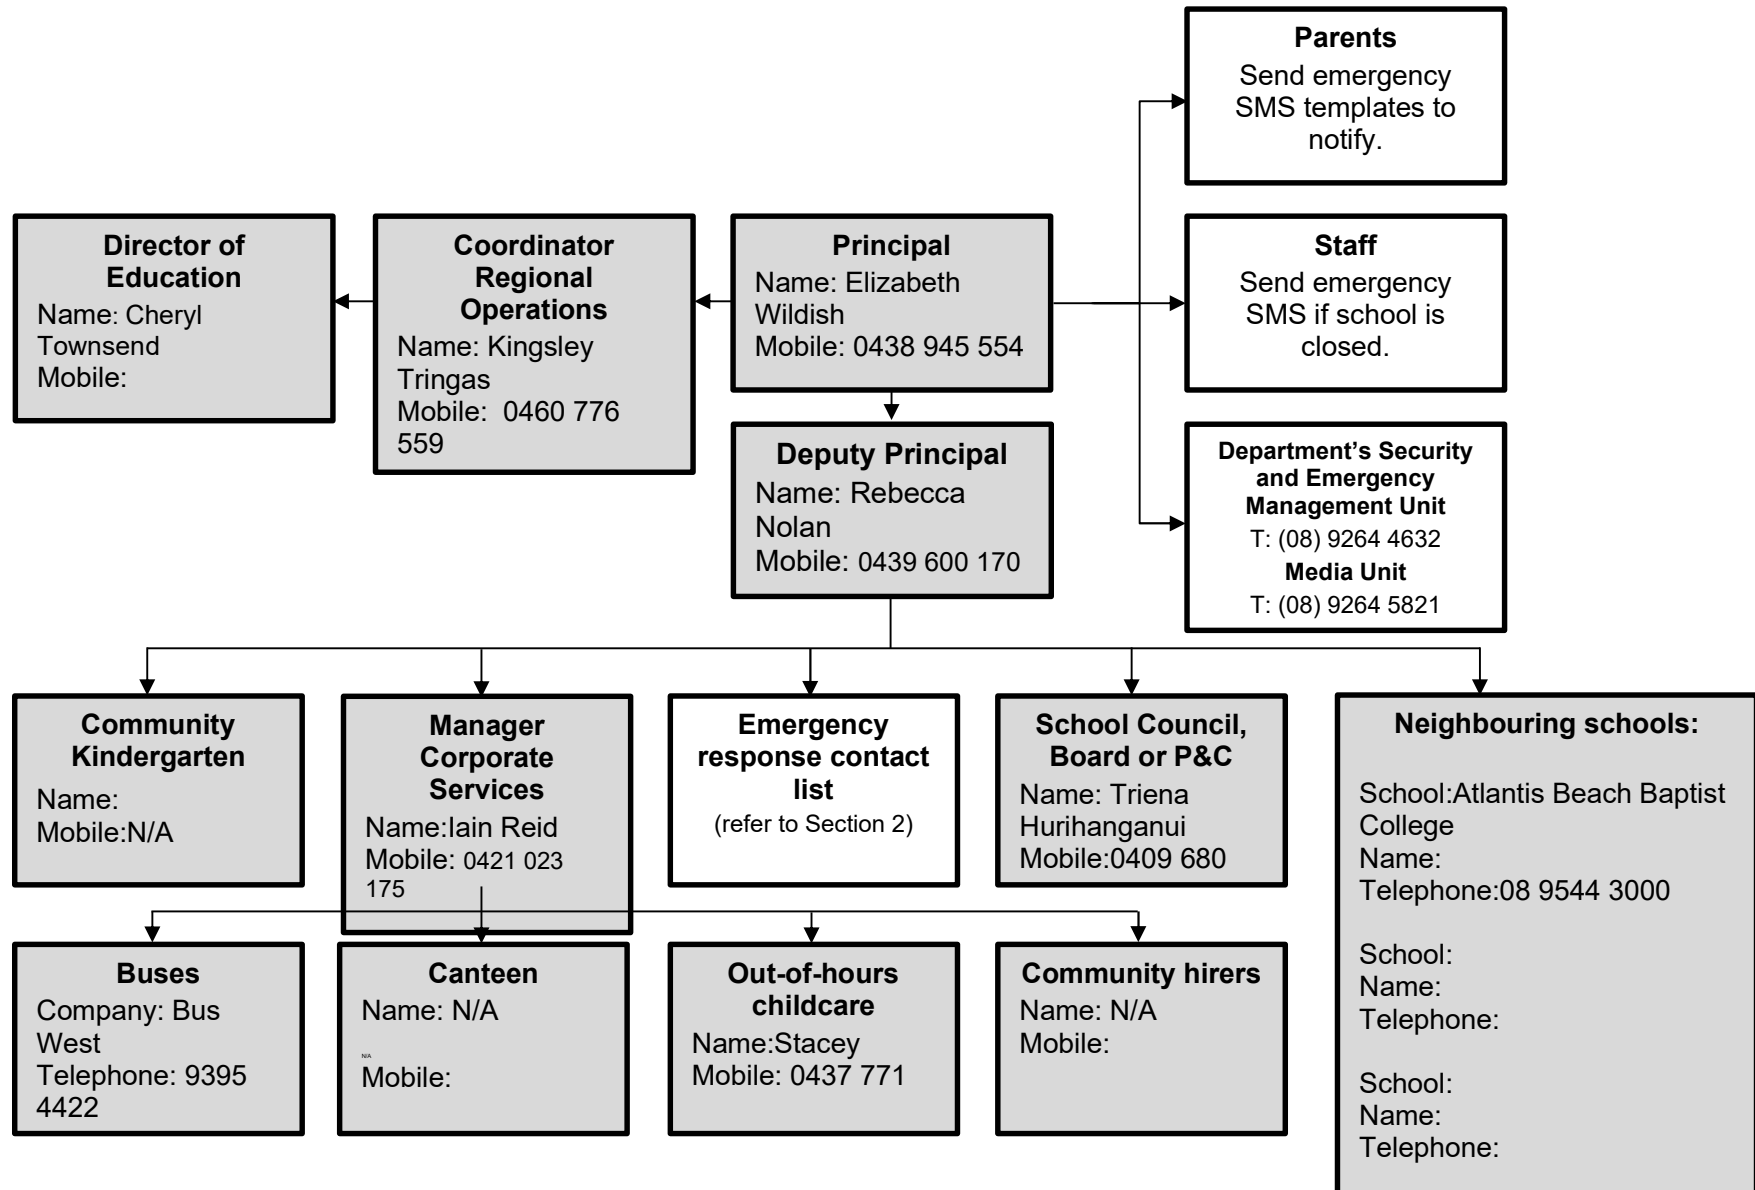 Parents
Send emergency
SMS templates to
notify.
Director of
Education
Name: Cheryl
Townsend
Mobile:
Coordinator
Regional
Operations
Name: Kingsley
Tringas
Mobile:  0460 776
559
Principal
Name: Elizabeth
Wildish
Mobile: 0438 945 554
Staff
Send emergency
SMS if school is
closed.
Deputy Principal
Name: Rebecca
Nolan
Mobile: 0439 600 170
Department’s Security
and Emergency
Management Unit
T: (08) 9264 4632
Media Unit
T: (08) 9264 5821
Community
Kindergarten
Name:
Mobile:N/A
Manager
Corporate
Services
Name:Iain Reid
Mobile: 0421 023
175
Emergency
response contact
list
(refer to Section 2)
School Council,
Board or P&C
Name: Triena
Hurihanganui
Mobile:0409 680
Neighbouring schools:
School:Atlantis Beach Baptist
College
Name:
Telephone:08 9544 3000
School:
Name:
Telephone:
School:
Name:
Telephone:
Buses
Company: Bus
West
Telephone: 9395
4422
Canteen
Name: N/A
N/A
Mobile:
Out-of-hours
childcare
Name:Stacey
Mobile: 0437 771
Community hirers
Name: N/A
Mobile: